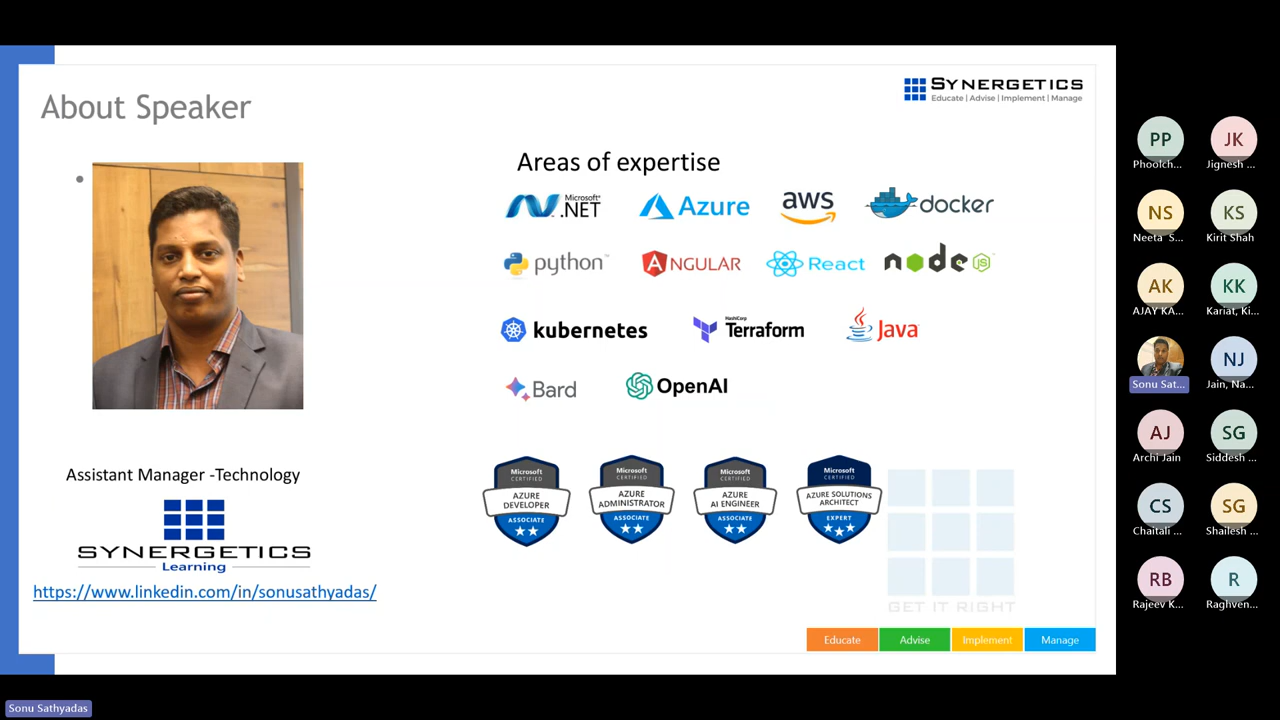 About Speaker
SYNERGETICS
Educate | Advise | Implement | Manage
Areas of expertise
Microsoft®
.NET
Azure
aws
docker
python™
ANGULAR
React
node
JS
kubernetes
HashiCorp
Terraform
Java
Bard
OpenAI
Microsoft
CERTIFIED
AZURE
DEVELOPER
ASSOCIATE
Microsoft
CERTIFIED
AZURE
ADMINISTRATOR
ASSOCIATE
Microsoft
CERTIFIED
AZURE
AI ENGINEER
ASSOCIATE
Microsoft
CERTIFIED
AZURE SOLUTIONS
ARCHITECT
EXPERT
Assistant Manager -Technology
SYNERGETICS
Learning
https://www.linkedin.com/in/sonusathyadas/
GET IT RIGHT
Educate Advise Implement Manage
PP JK
Phoolch... Jignesh ...
NS KS
Neeta S... Kirit Shah
AK KK
AJAY KA... Kariat, Ki...
NJ
Sonu Sat... Jain, Na...
AJ SG
Archi Jain Siddesh ...
CS SG
Chaitali ... Shailesh ...
RB R
Rajeev K... Raghven...
Sonu Sathyadas